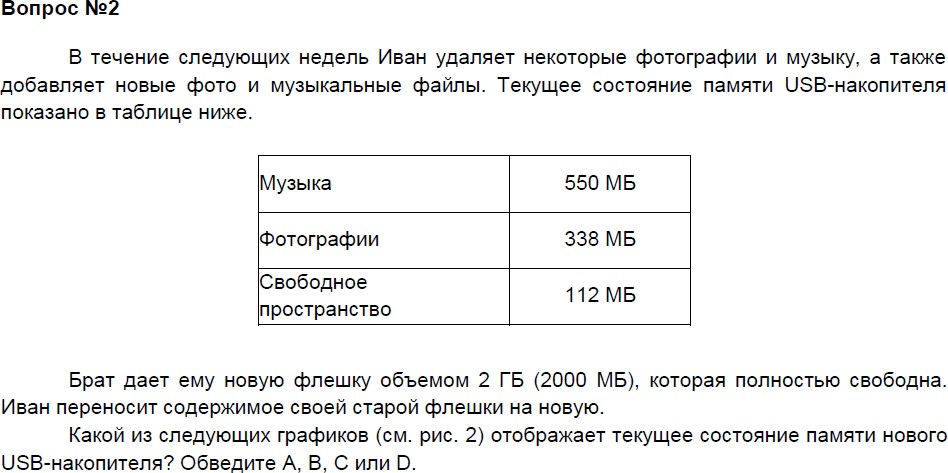 Вопрос №2
В течение следующих недель Иван удаляет некоторые фотографии и музыку, а также
добавляет новые фото и музыкальные файлы. Текущее состояние памяти USB-накопителя
показано в таблице ниже.
Музыка 550 МБ
Фотографии 338 МБ
Свободное
пространство 112 МБ
Брат дает ему новую флешку объемом 2 ГБ (2000 МБ), которая полностью свободна.
Иван переносит содержимое своей старой флешки на новую.
Какой из следующих графиков (см. рис. 2) отображает текущее состояние памяти нового
USB-накопителя? Обведите A, B, C или D.